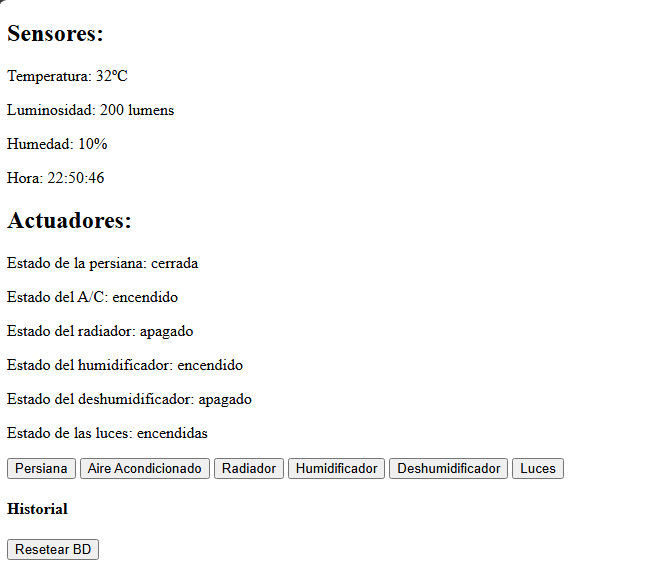 Sensores:
Temperatura: 32ºC
Luminosidad: 200 lumens
Humedad: 10%
Hora: 22:50:46
Actuadores:
Estado de la persiana: cerrada
Estado del A/C: encendido
Estado del radiador: apagado
Estado del humidificador: encendido
Estado del deshumidificador: apagado
Estado de las luces: encendidas
Persiana Aire Acondicionado Radiador Humidificador Deshumidificador Luces
Historial
Resetear BD